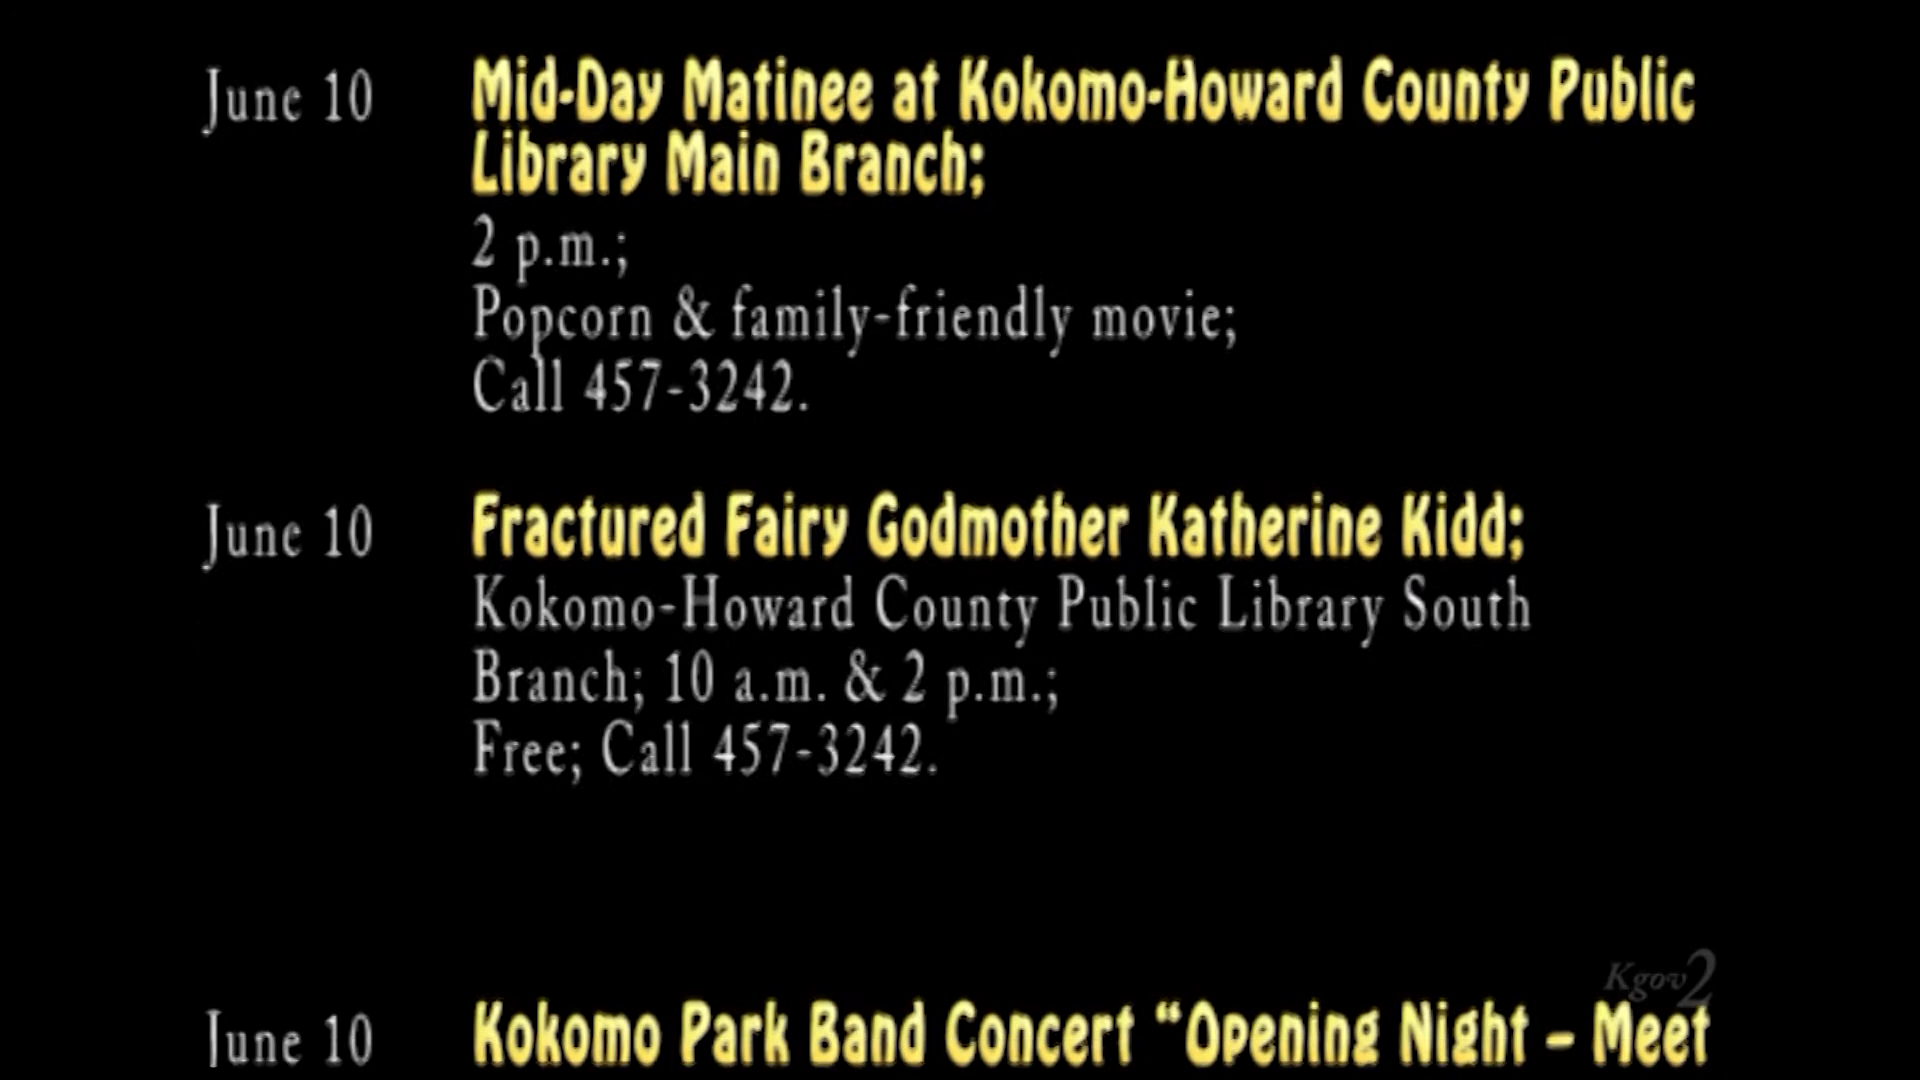 June 10 Mid-Day Matinee at Kokomo-Howard County Public
Library Main Branch;
2 p.m.;
Popcorn & family-friendly movie;
Call 457-3242.
June 10 Fractured Fairy Godmother Katherine Kidd;
Kokomo-Howard County Public Library South
Branch; 10 a.m. & 2 p.m.;
Free; Call 457-3242.
Kgov2
June 10 Kokomo Park Band Concert “Opening Night – Meet